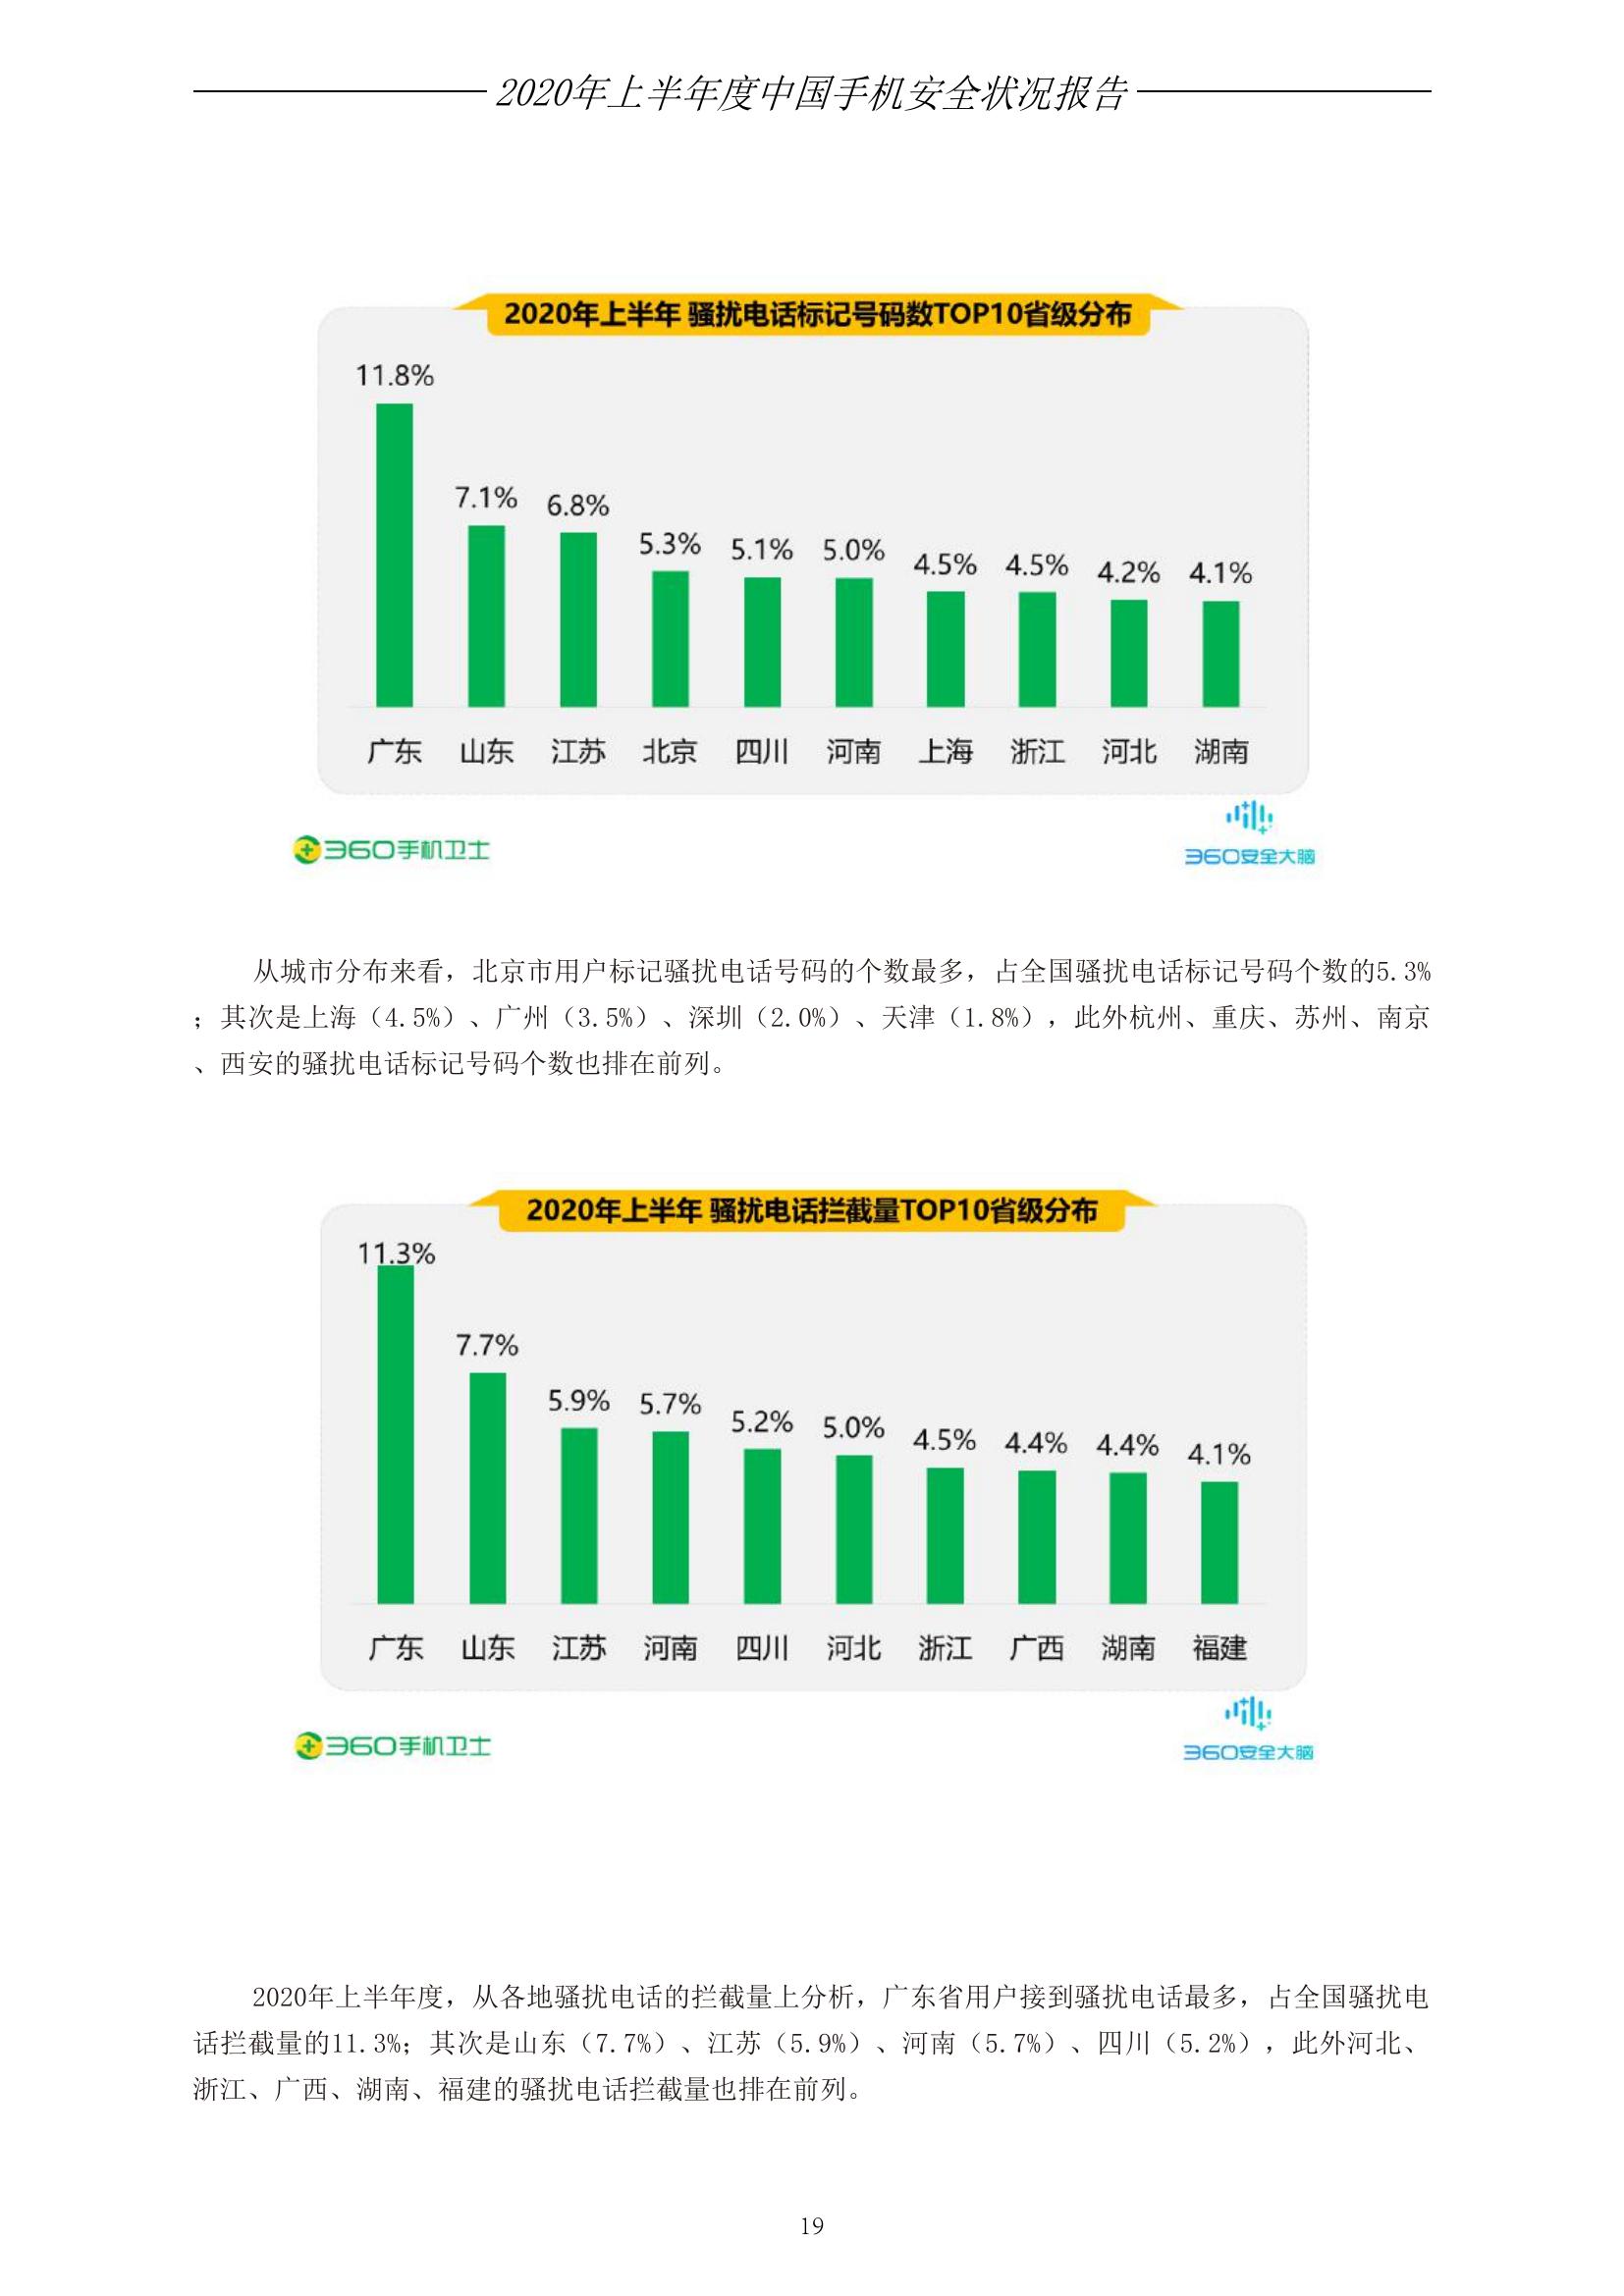 2020年上半年度中国手机安全状况报告
2020年上半年 骚扰电话标记号码数TOP10省级分布
11.8%
7.1%
6.8%
5.3%
5.1%
5.0%
4.5%
4.5%
4.2%
4.1%
广东 山东 江苏 北京 四川 河南 上海 浙江 河北 湖南
360手机卫士
360安全大脑
从城市分布来看，北京市用户标记骚扰电话号码的个数最多，占全国骚扰电话标记号码个数的5.3%
；其次是上海（4.5%）、广州（3.5%）、深圳（2.0%）、天津（1.8%），此外杭州、重庆、苏州、南京
、西安的骚扰电话标记号码个数也排在前列。
2020年上半年 骚扰电话拦截量TOP10省级分布
11.3%
7.7%
5.9%
5.7%
5.2%
5.0%
4.5%
4.4%
4.4%
4.1%
广东 山东 江苏 河南 四川 河北 浙江 广西 湖南 福建
360手机卫士
360安全大脑
2020年上半年度，从各地骚扰电话的拦截量上分析，广东省用户接到骚扰电话最多，占全国骚扰电
话拦截量的11.3%；其次是山东（7.7%）、江苏（5.9%）、河南（5.7%）、四川（5.2%），此外河北、
浙江、广西、湖南、福建的骚扰电话拦截量也排在前列。
19